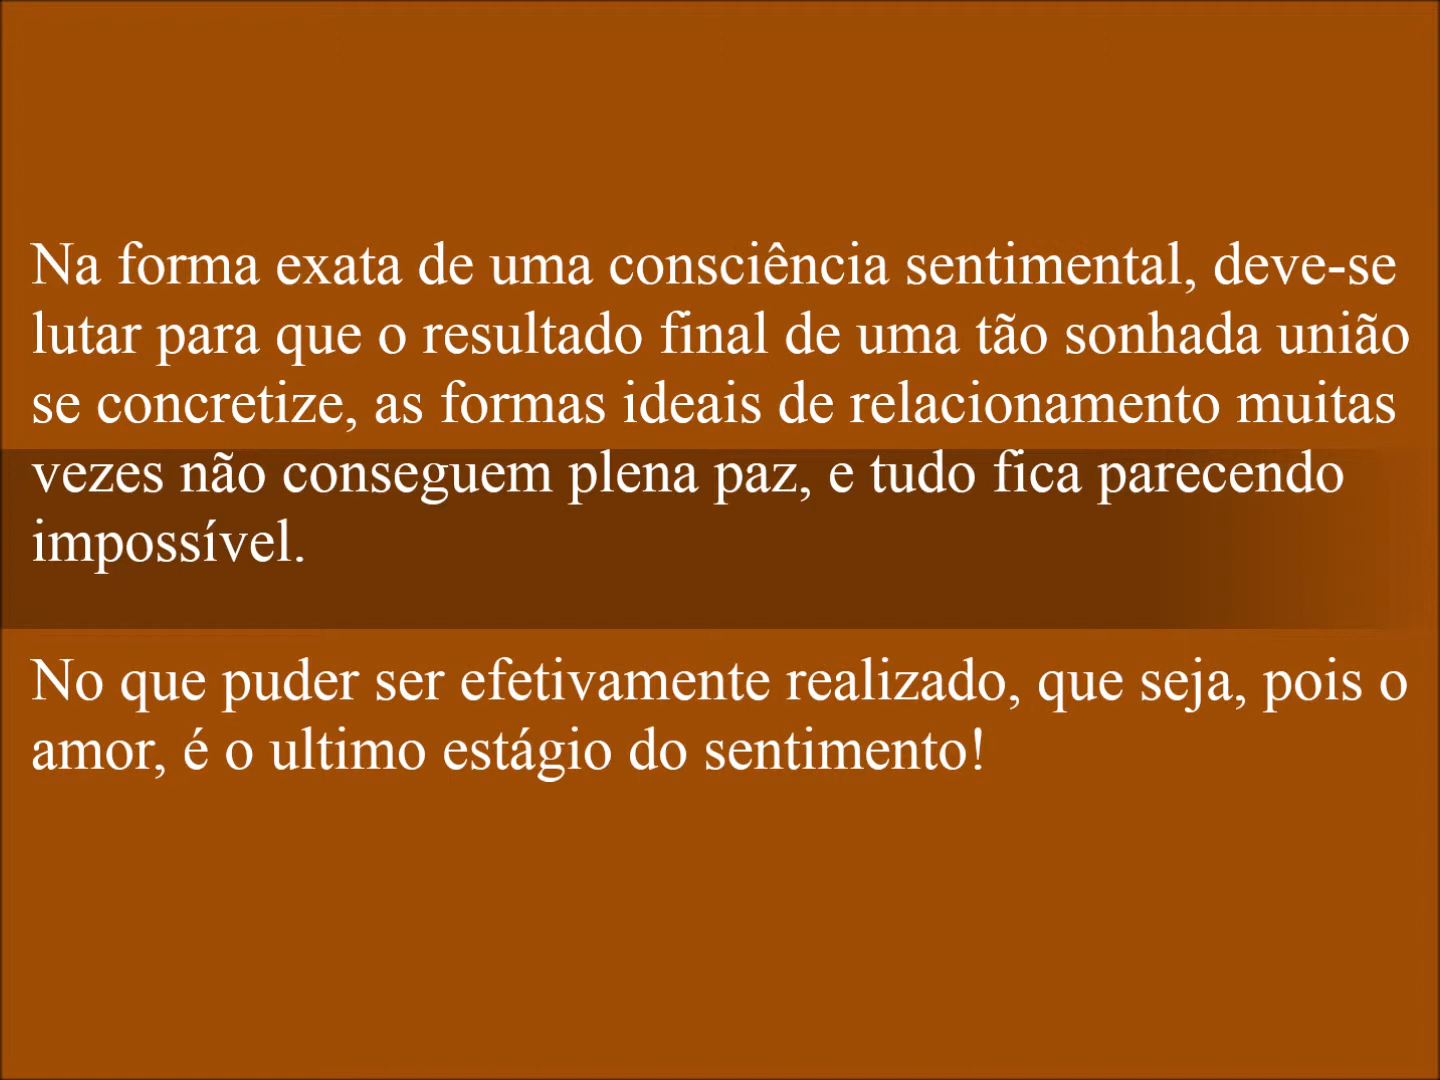 Na forma exata de uma consciência sentimental, deve-se
lutar para que o resultado final de uma tão sonhada união
se concretize, as formas ideais de relacionamento muitas
vezes não conseguem plena paz, e tudo fica parecendo
impossível.
No que puder ser efetivamente realizado, que seja, pois o
amor, é o ultimo estágio do sentimento!